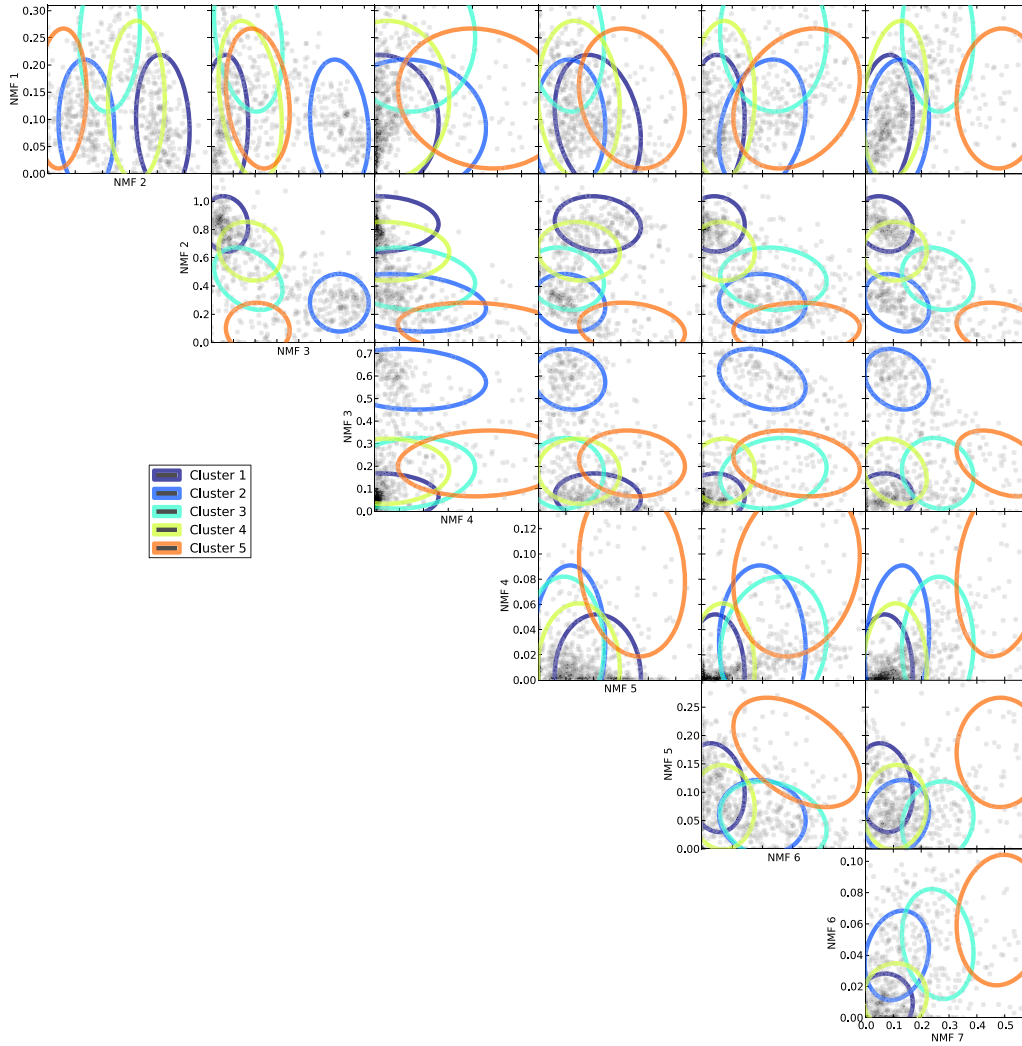 0.30
0.25
0.20
0.15
0.10
0.05
0.00
NMF 1
NMF 2
1.0
0.8
0.6
0.4
0.2
0.0
NMF 2
NMF 3
0.7
0.6
0.5
0.4
0.3
0.2
0.1
0.0
NMF 3
NMF 4
Cluster 1
Cluster 2
Cluster 3
Cluster 4
Cluster 5
0.12
0.10
0.08
0.06
0.04
0.02
0.00
NMF 4
NMF 5
0.25
0.20
0.15
0.10
0.05
0.00
NMF 5
NMF 6
0.10
0.08
0.06
0.04
0.02
0.00
NMF 6
0.0 0.1 0.2 0.3 0.4 0.5
NMF 7